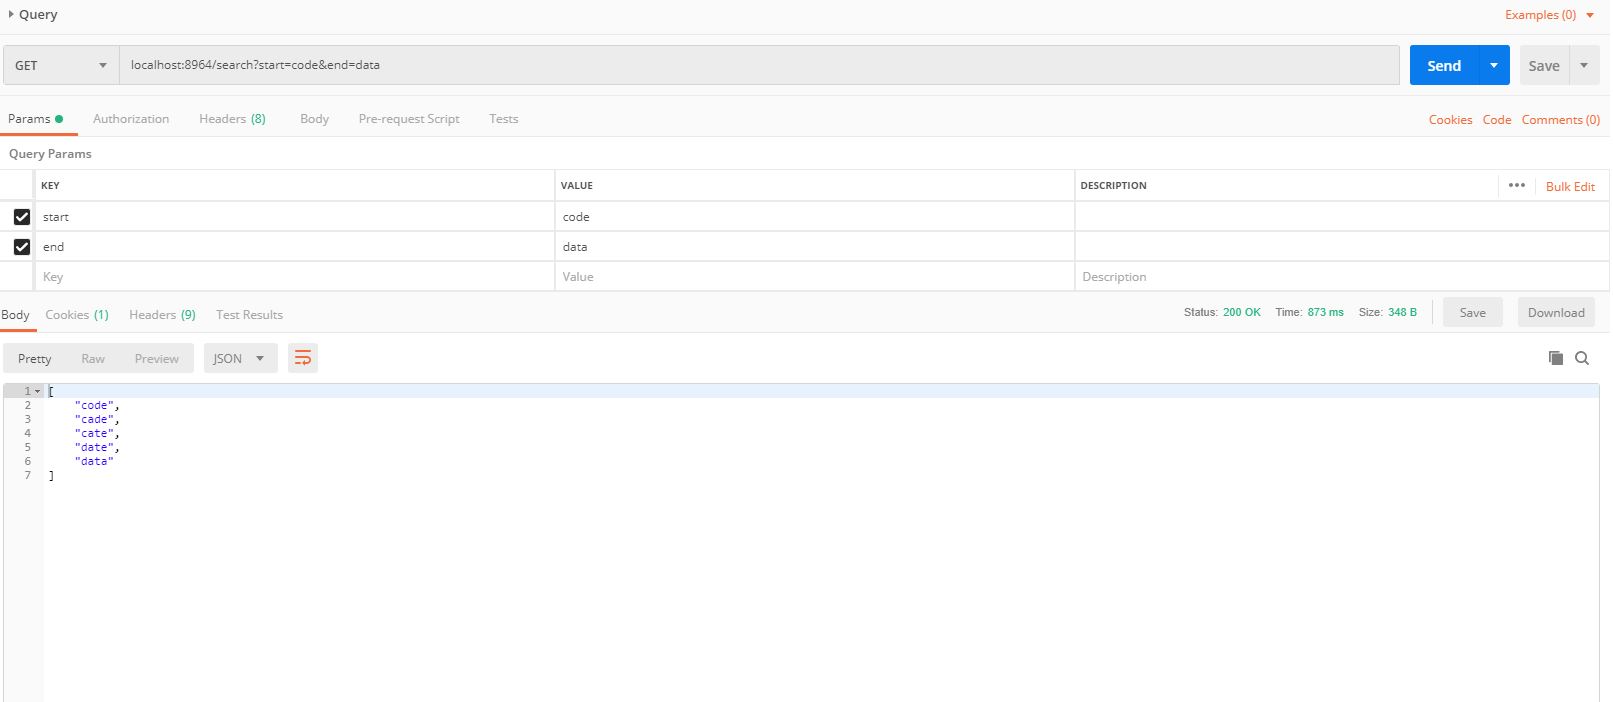 Query
Examples (0)
GET
localhost:8964/search?start=code&end=data
Send
Save
Params
Authorization
Headers (8)
Body
Pre-request Script
Tests
Cookies
Code
Comments (0)
Query Params
KEY
VALUE
DESCRIPTION
Bulk Edit
start
code
end
data
Key
Value
Description
Body
Cookies (1)
Headers (9)
Test Results
Status: 200 OK
Time: 873 ms
Size: 348 B
Save
Download
Pretty
Raw
Preview
JSON
1 [
2 "code",
3 "cade",
4 "cate",
5 "date",
6 "data"
7 ]